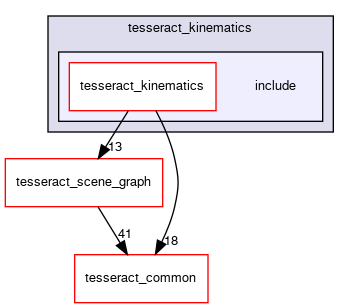 tesseract_kinematics
tesseract_kinematics
include
13
tesseract_scene_graph
41
18
tesseract_common